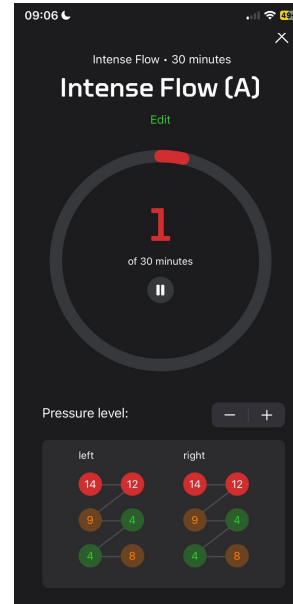 09:06
49
Intense Flow • 30 minutes
Intense Flow (A)
Edit
1
of 30 minutes
Pressure level:
− +
left right
14 12 14 12
9 4 9 4
4 8 4 8